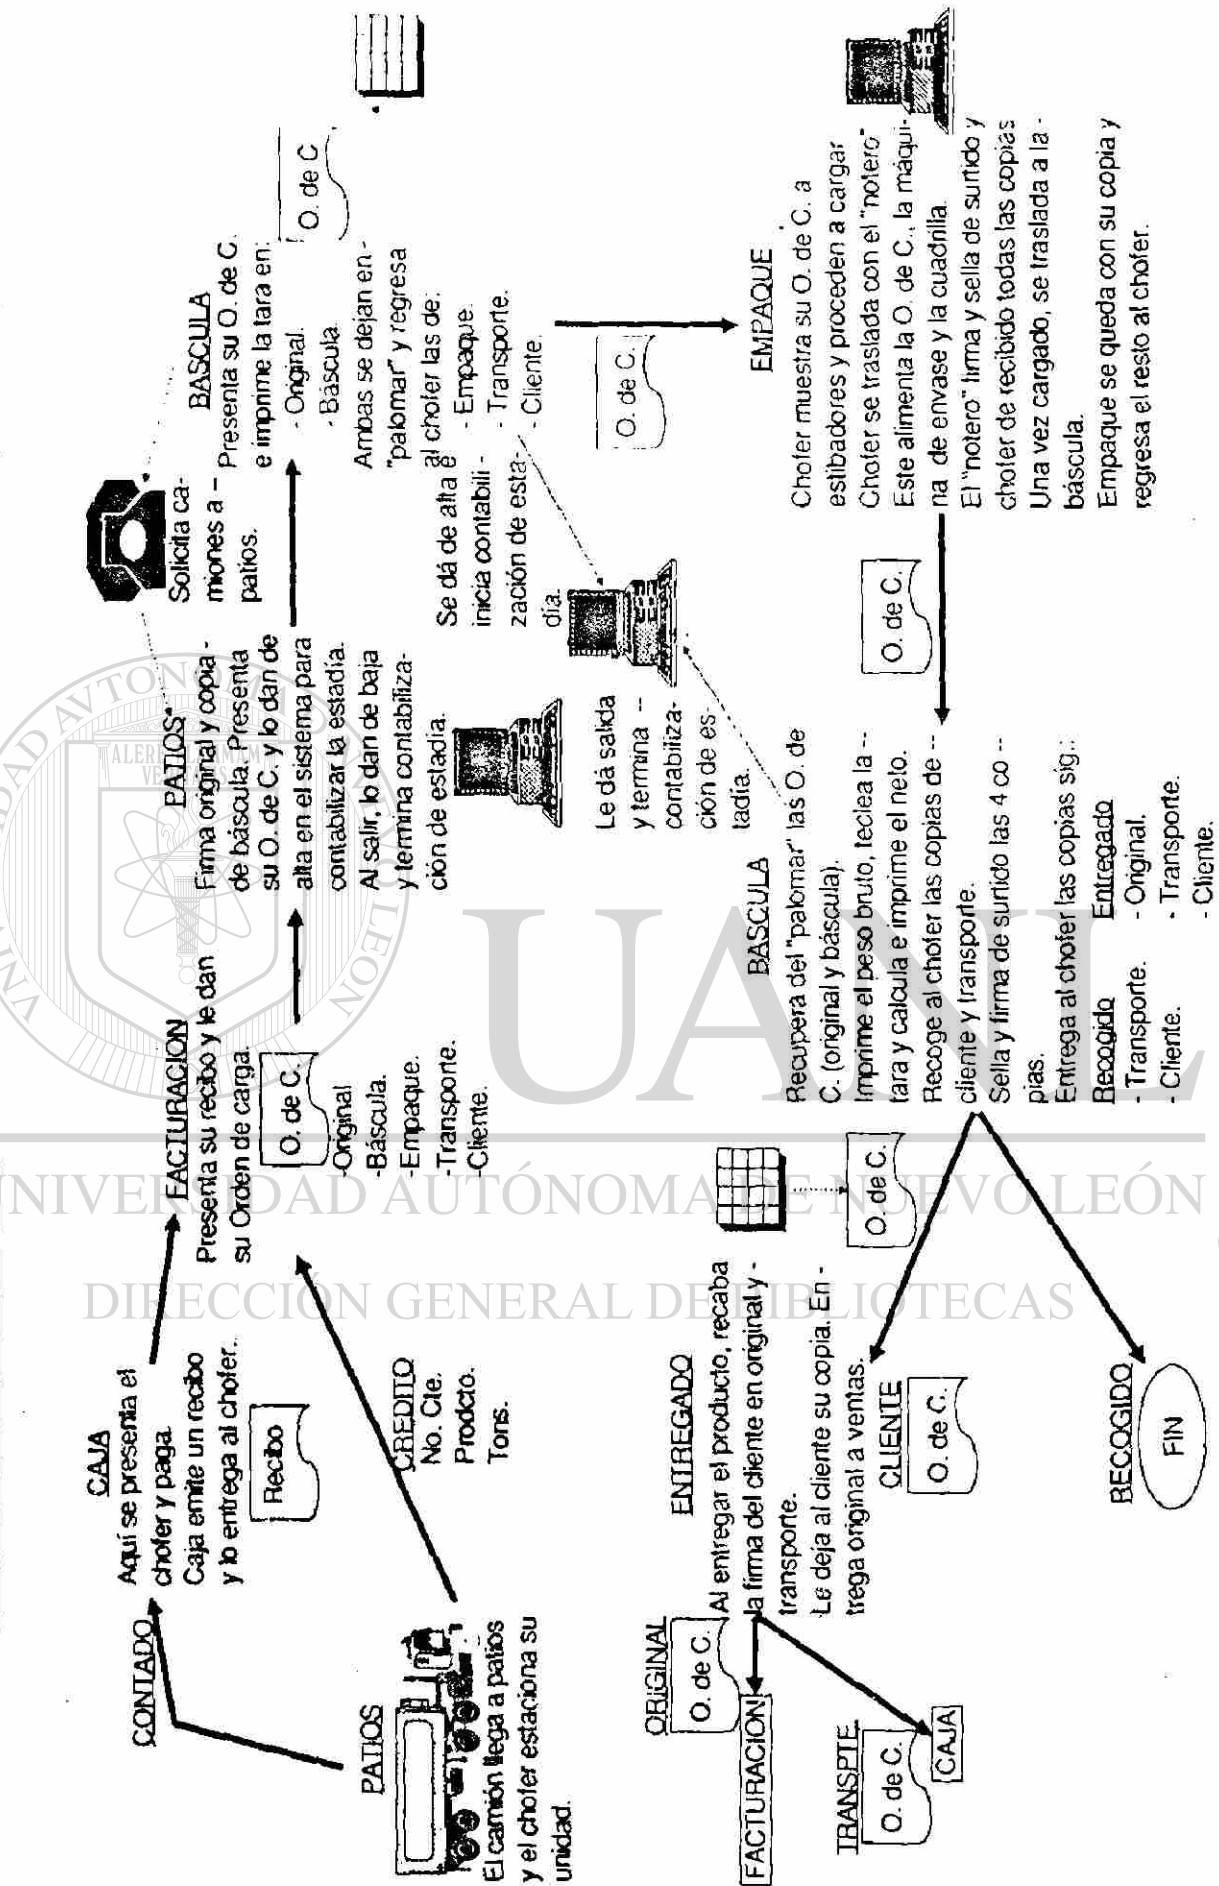 PATIOS
El camión llega a patios
y el chofer estaciona su
unidad.
CONTADO
CAJA
Aquí se presenta el
chofer y paga.
Caja emite un recibo
y lo entrega al chofer..
Recibo
CREDITO
No. Cte.
Prodcto.
Tons.
FACTURACION
Presenta su recibo y le dan
su Orden de carga.
O. de C.
-Original
-Báscula.
-Empaque.
-Transporte.
-Cliente.
PATIOS
Firma original y copia -
de báscula. Presenta
su O. de C. y lo dan de
alta en el sistema para
contabilizar la estadía.
Al salir, lo dan de baja
y termina contabiliza-
ción de estadía.
Solicita ca-
miones a -
patios.
BASCULA
Presenta su O. de C.
e imprime la tara en:
- Original.
- Báscula.
Ambas se dejan en -
"palomar" y regresa
al chofer las de:
- Empaque.
- Transporte.
- Cliente.
O. de C
Se dá de alta é
inicia contabili -
zación de esta-
día.
O. de C.
EMPAQUE
Chofer muestra su O. de C. a
estibadores y proceden a cargar
Chofer se traslada con el "notero"
Este alimenta la O. de C., la máqui-
na de envase y la cuadrilla.
El "notero" firma y sella de surtido y
chofer de recibido todas las copias
Una vez cargado, se traslada a la -
báscula.
Empaque se queda con su copia y
regresa el resto al chofer.
O. de C.
Le dá salida
y termina --
contabiliza-
ción de es-
tadía.
BASCULA
Recupera del "palomar" las O. de
C. (original y báscula).
Imprime el peso bruto, teclea la --
tara y calcula e imprime el neto.
Recoge al chofer las copias de --
cliente y transporte.
Sella y firma de surtido las 4 co --
pias.
Entrega al chofer las copias sig.:
Recogido Entregado
- Transporte. - Original.
- Cliente. - Transporte.
- Cliente.
O. de C.
ENTREGADO
Al entregar el producto, recaba
la firma del cliente en original y -
transporte.
Le deja al cliente su copia. En -
trega original a ventas.
CLIENTE
O. de C.
RECOGIDO
FIN
ORIGINAL
O. de C.
FACTURACION
TRANSPTE
O. de C.
CAJA
UANL
UNIVERSIDAD AUTÓNOMA DE NUEVO LEÓN
DIRECCIÓN GENERAL DE BIBLIOTECAS